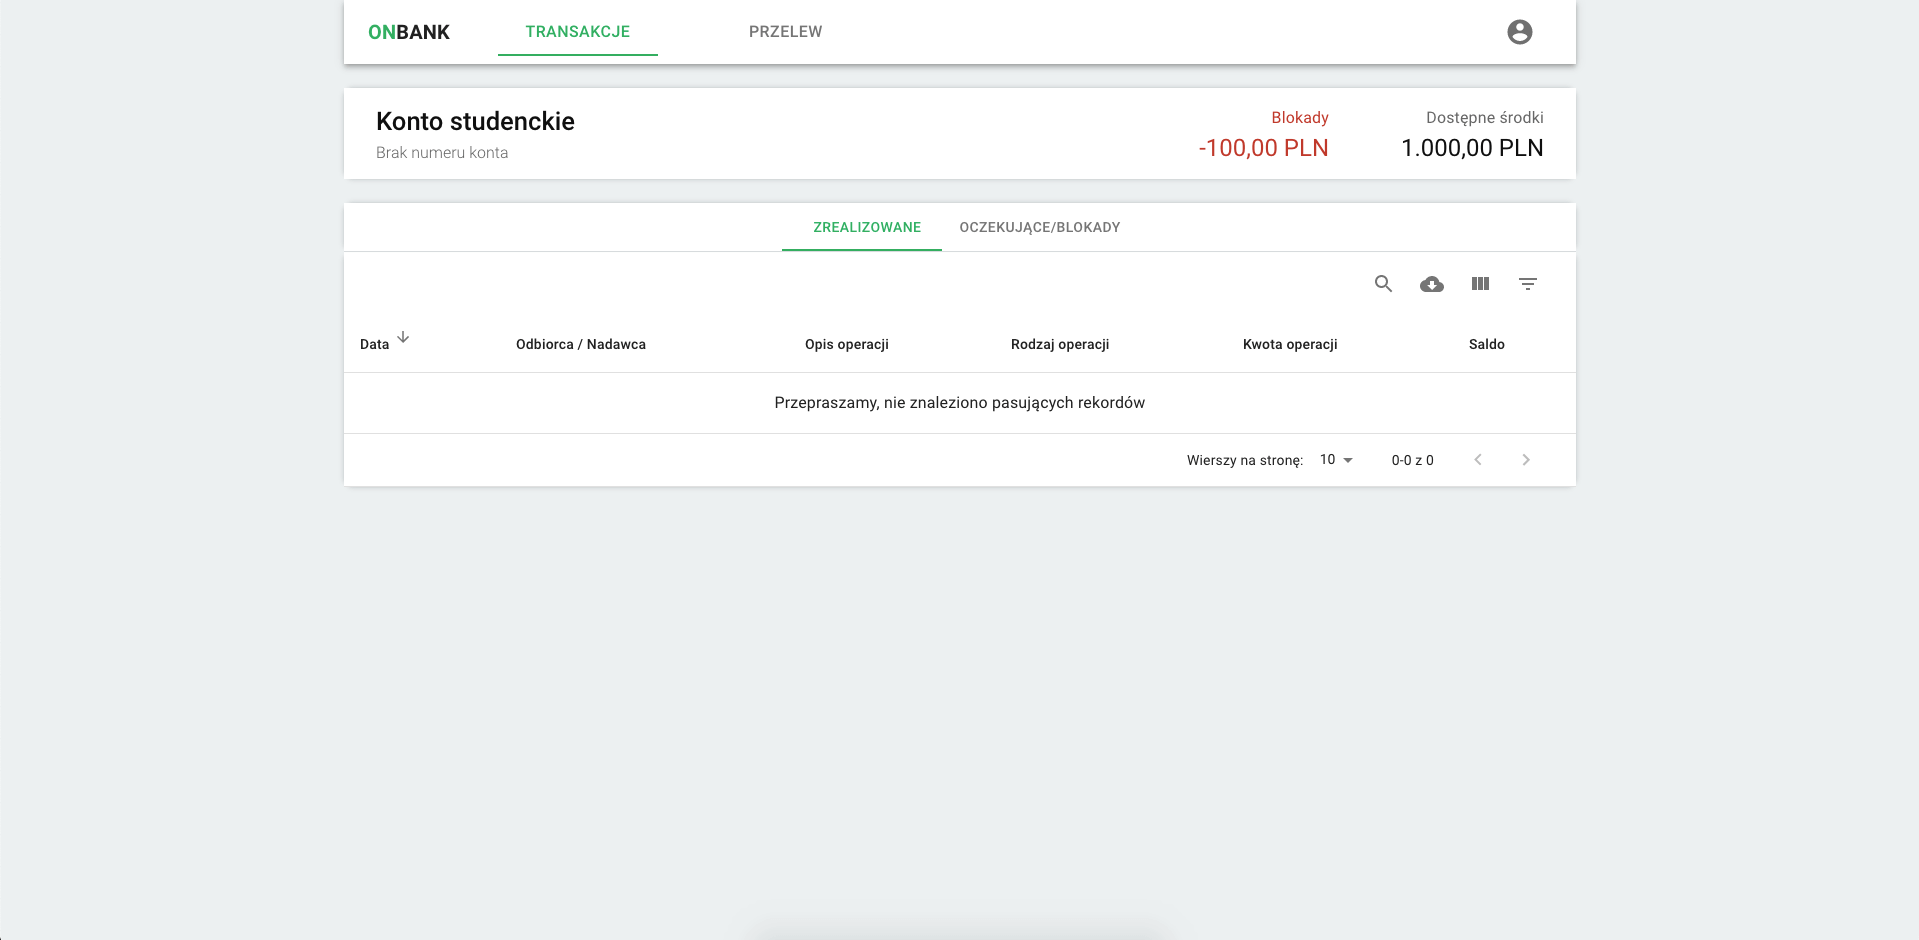 ONBANK TRANSAKCJE PRZELEW
Konto studenckie
Brak numeru konta
Blokady
-100,00 PLN
Dostępne środki
1.000,00 PLN
ZREALIZOWANE OCZEKUJĄCE/BLOKADY
Data Odbiorca / Nadawca Opis operacji Rodzaj operacji Kwota operacji Saldo
Przepraszamy, nie znaleziono pasujących rekordów
Wierszy na stronę: 10 0-0 z 0